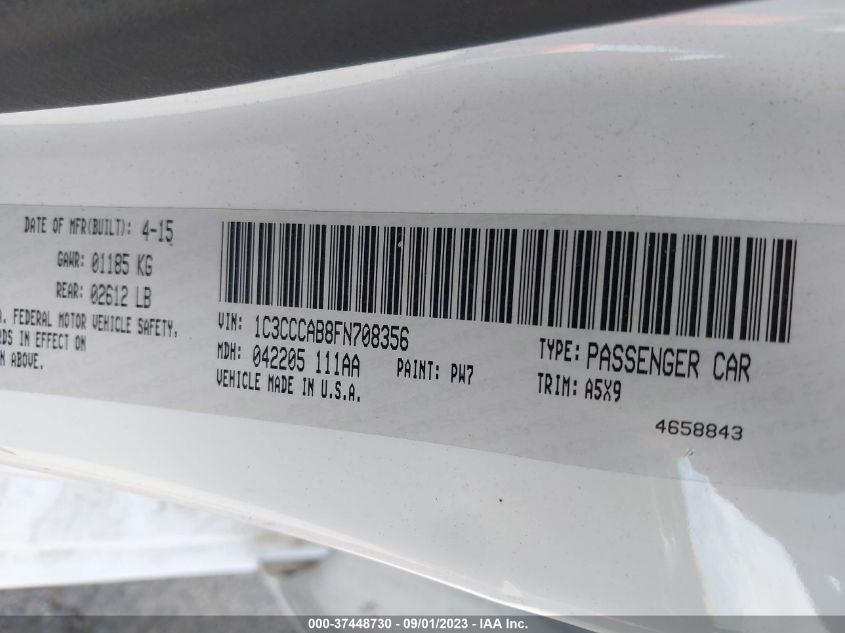 DATE OF MFR(BUILT): 4-15
GAWR: 01185 KG
REAR: 02612 LB
A. FEDERAL MOTOR VEHICLE SAFETY,
RDS IN EFFECT ON
N ABOVE.
VIN: 1C3CCCAB8FN708356
MDH: 042205 111AA
PAINT: PW7
VEHICLE MADE IN U.S.A.
TYPE: PASSENGER CAR
TRIM: A5X9
4658843
000-37448730 - 09/01/2023 - IAA Inc.